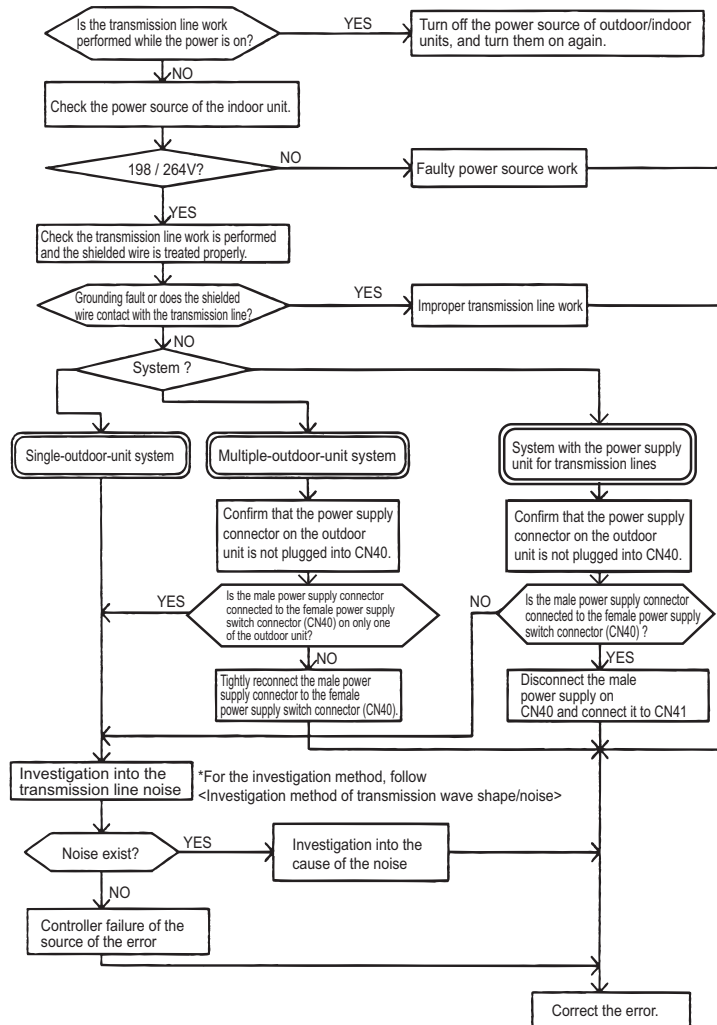 Is the transmission line work
performed while the power is on?
YES
Turn off the power source of outdoor/indoor
units, and turn them on again.
NO
Check the power source of the indoor unit.
198 / 264V?
NO
Faulty power source work
YES
Check the transmission line work is performed
and the shielded wire is treated properly.
Grounding fault or does the shielded
wire contact with the transmission line?
YES
Improper transmission line work
NO
System ?
Single-outdoor-unit system
Multiple-outdoor-unit system
System with the power supply
unit for transmission lines
Confirm that the power supply
connector on the outdoor
unit is not plugged into CN40.
Confirm that the power supply
connector on the outdoor
unit is not plugged into CN40.
YES
Is the male power supply connector
connected to the female power supply
switch connector (CN40) on only one
of the outdoor unit?
NO
Is the male power supply connector
connected to the female power supply
switch connector (CN40) ?
NO
YES
Tightly reconnect the male power
supply connector to the female
power supply switch connector (CN40).
Disconnect the male
power supply on
CN40 and connect it to CN41
Investigation into the
transmission line noise
*For the investigation method, follow
<Investigation method of transmission wave shape/noise>
Noise exist?
YES
Investigation into the
cause of the noise
NO
Controller failure of the
source of the error
Correct the error.